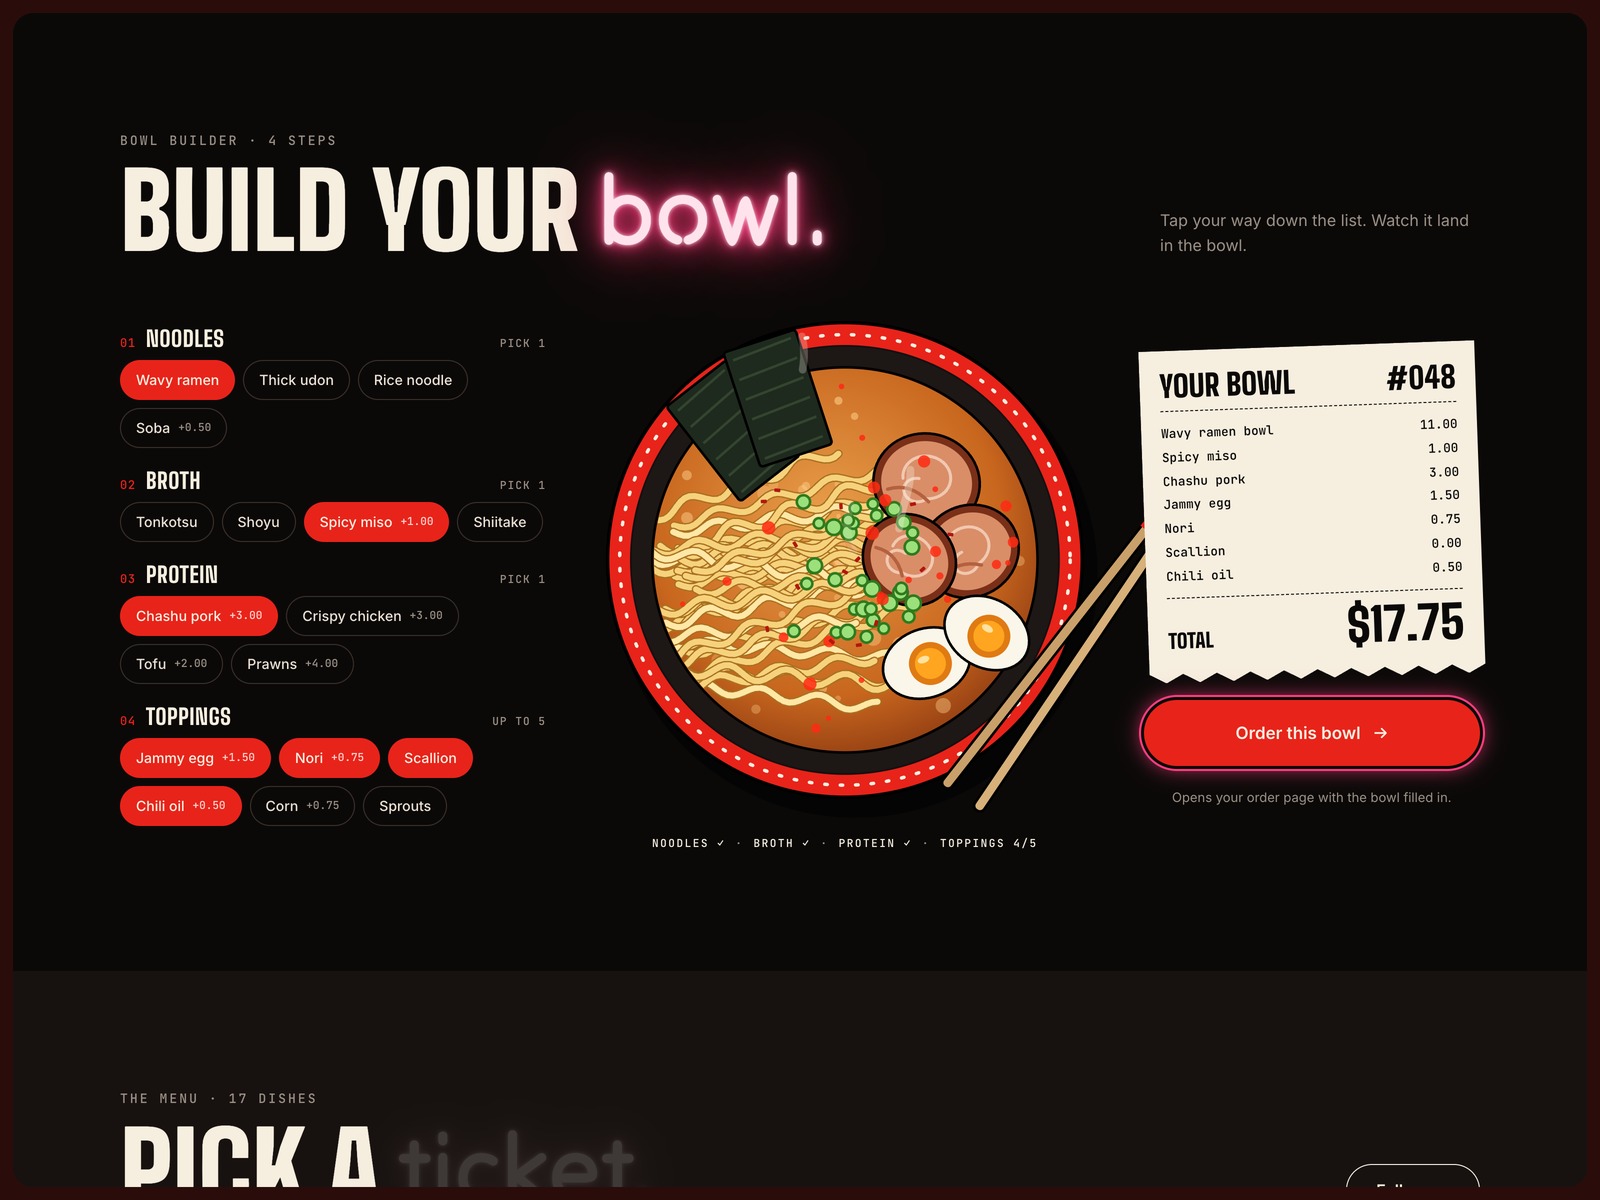 BOWL BUILDER · 4 STEPS
BUILD YOUR bowl.
Tap your way down the list. Watch it land
in the bowl.
01 NOODLES PICK 1
Wavy ramen Thick udon Rice noodle
Soba +0.50
02 BROTH PICK 1
Tonkotsu Shoyu Spicy miso +1.00 Shiitake
03 PROTEIN PICK 1
Chashu pork +3.00 Crispy chicken +3.00
Tofu +2.00 Prawns +4.00
04 TOPPINGS UP TO 5
Jammy egg +1.50 Nori +0.75 Scallion
Chili oil +0.50 Corn +0.75 Sprouts
NOODLES ✓ · BROTH ✓ · PROTEIN ✓ · TOPPINGS 4/5
YOUR BOWL #048
Wavy ramen bowl 11.00
Spicy miso 1.00
Chashu pork 3.00
Jammy egg 1.50
Nori 0.75
Scallion 0.00
Chili oil 0.50
TOTAL $17.75
Order this bowl →
Opens your order page with the bowl filled in.
THE MENU · 17 DISHES
PICK A ticket